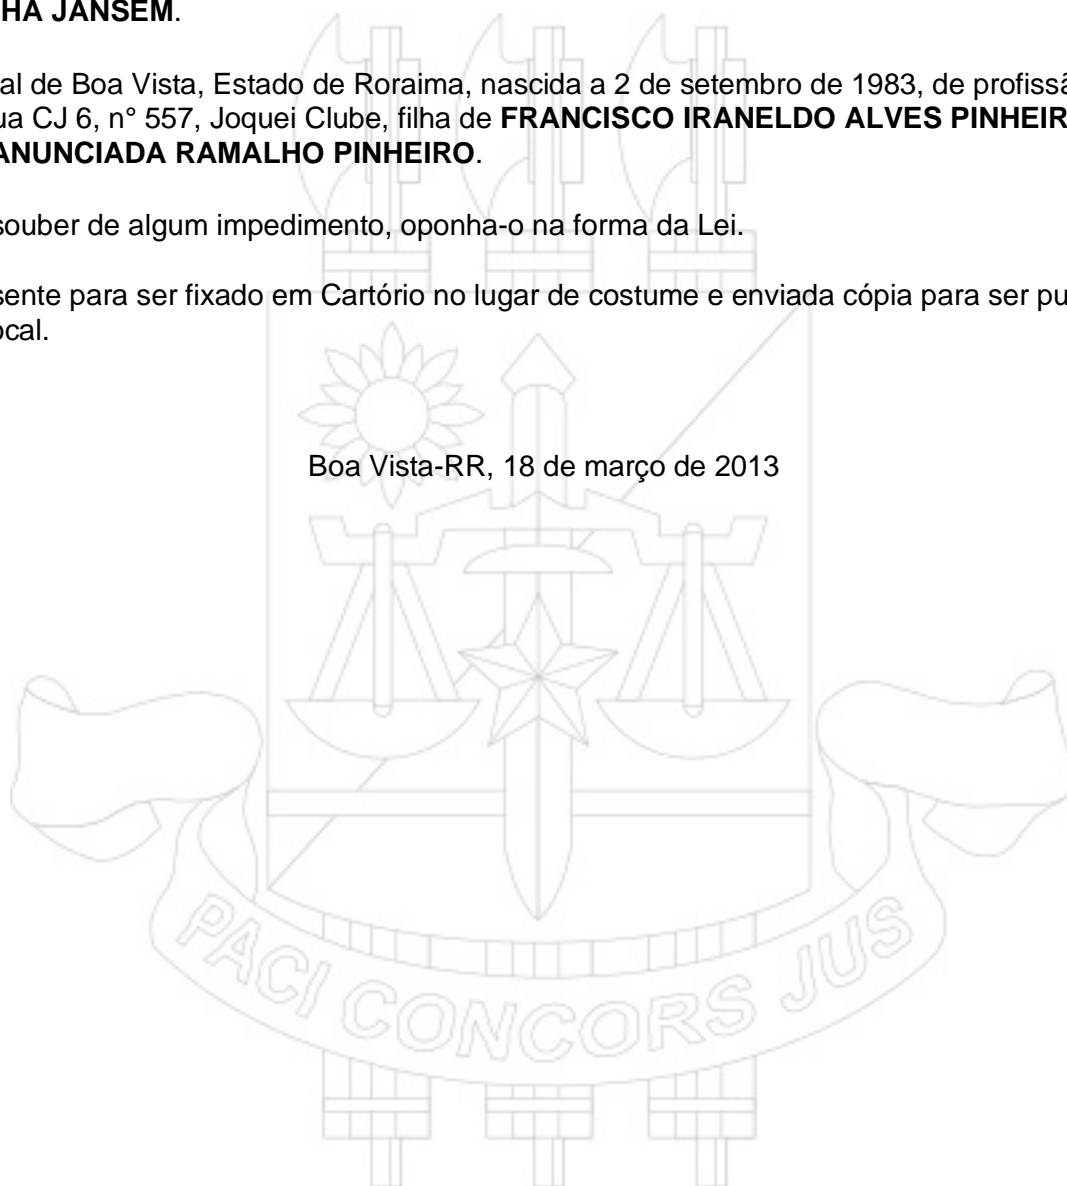 HA JANSEM.
al de Boa Vista, Estado de Roraima, nascida a 2 de setembro de 1983, de profissã
ua CJ 6, n° 557, Joquei Clube, filha de FRANCISCO IRANELDO ALVES PINHEIR
ANUNCIADA RAMALHO PINHEIRO.
souber de algum impedimento, oponha-o na forma da Lei.
sente para ser fixado em Cartório no lugar de costume e enviada cópia para ser pu
ocal.
Boa Vista-RR, 18 de março de 2013
PACI CONCORS JUS